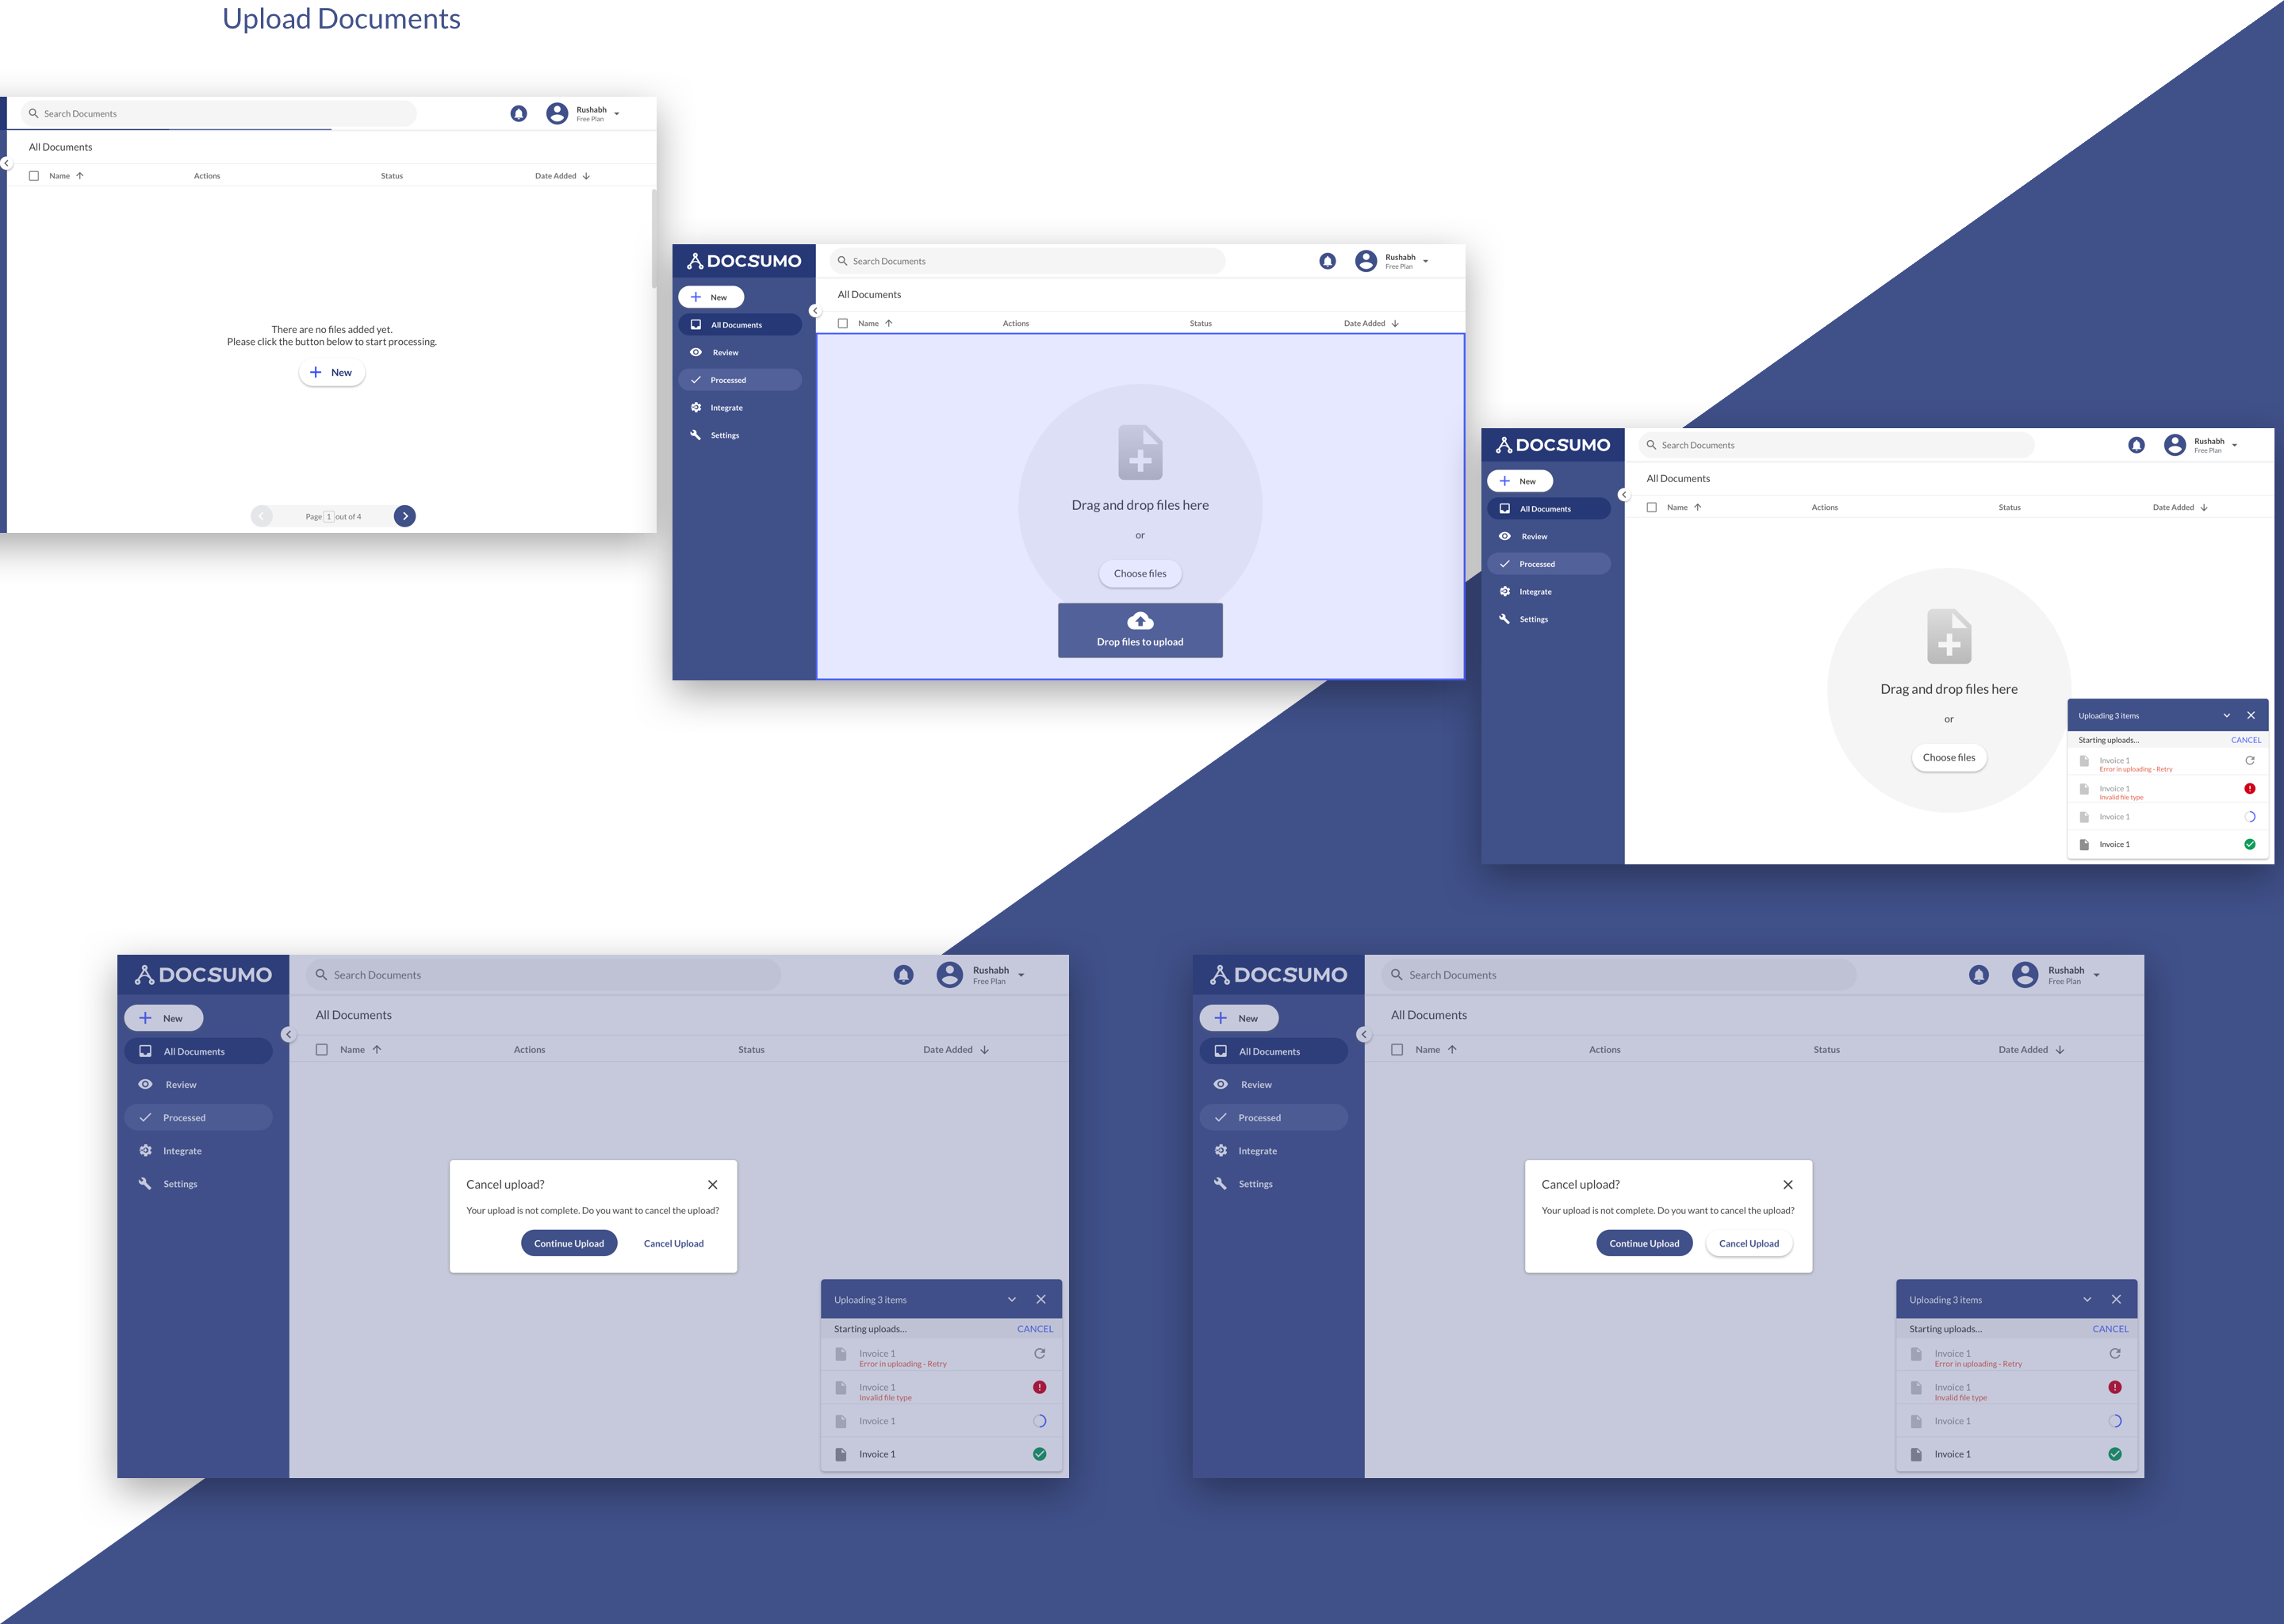 Upload Documents
Search Documents
Rushabh
Free Plan
All Documents
Name Actions Status Date Added
There are no files added yet.
Please click the button below to start processing.
New
Page 1 out of 4
DOCSUMO
Search Documents
Rushabh
Free Plan
New
All Documents
Review
Processed
Integrate
Settings
All Documents
Name Actions Status Date Added
Drag and drop files here
or
Choose files
Drop files to upload
DOCSUMO
Search Documents
Rushabh
Free Plan
New
All Documents
Review
Processed
Integrate
Settings
All Documents
Name Actions Status Date Added
Drag and drop files here
or
Choose files
Uploading 3 items
Starting uploads... CANCEL
Invoice 1
Error in uploading - Retry
Invoice 1
Invalid file type
Invoice 1
Invoice 1
DOCSUMO
Search Documents
Rushabh
Free Plan
New
All Documents
Review
Processed
Integrate
Settings
All Documents
Name Actions Status Date Added
Cancel upload?
Your upload is not complete. Do you want to cancel the upload?
Continue Upload Cancel Upload
Uploading 3 items
Starting uploads... CANCEL
Invoice 1
Error in uploading - Retry
Invoice 1
Invalid file type
Invoice 1
Invoice 1
DOCSUMO
Search Documents
Rushabh
Free Plan
New
All Documents
Review
Processed
Integrate
Settings
All Documents
Name Actions Status Date Added
Cancel upload?
Your upload is not complete. Do you want to cancel the upload?
Continue Upload Cancel Upload
Uploading 3 items
Starting uploads... CANCEL
Invoice 1
Error in uploading - Retry
Invoice 1
Invalid file type
Invoice 1
Invoice 1